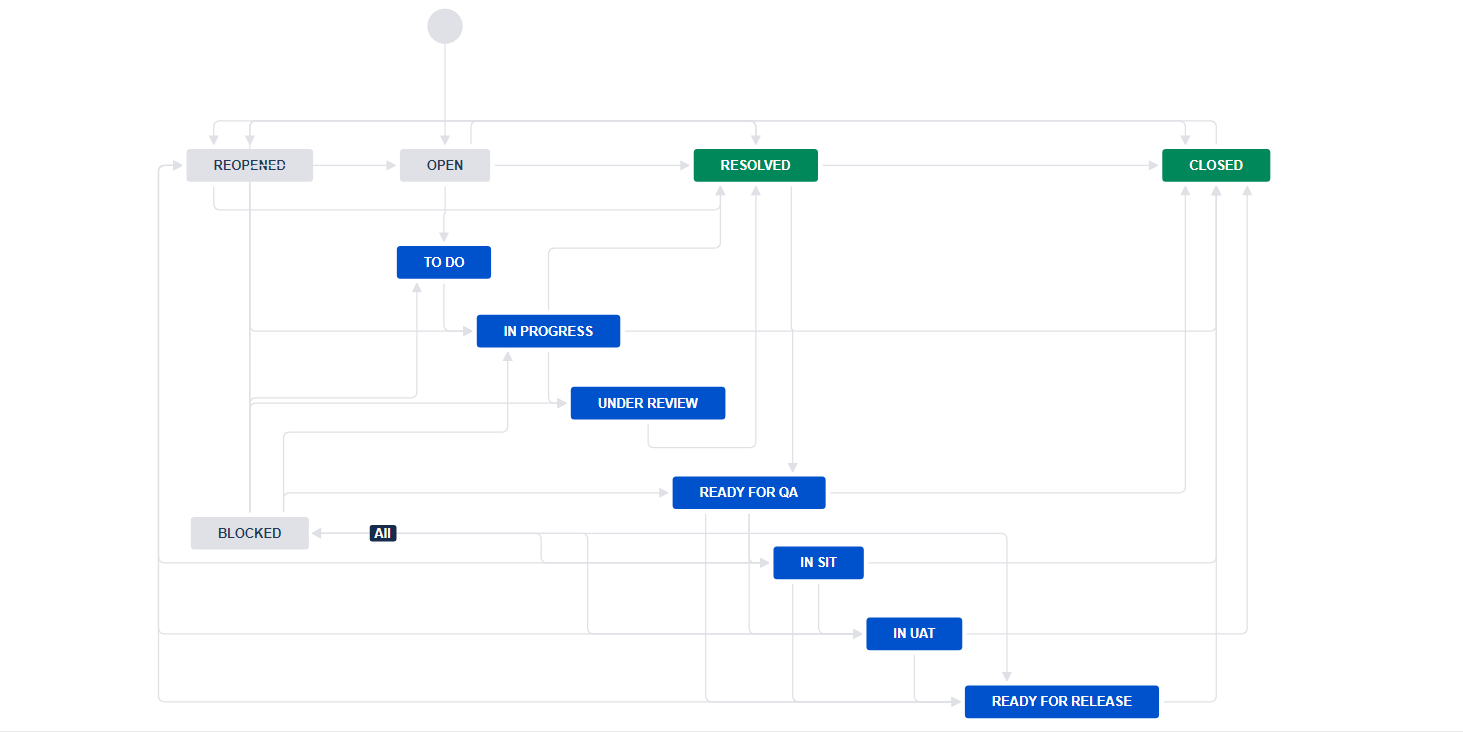 REOPENED
OPEN
RESOLVED
CLOSED
TO DO
IN PROGRESS
UNDER REVIEW
READY FOR QA
BLOCKED
All
IN SIT
IN UAT
READY FOR RELEASE